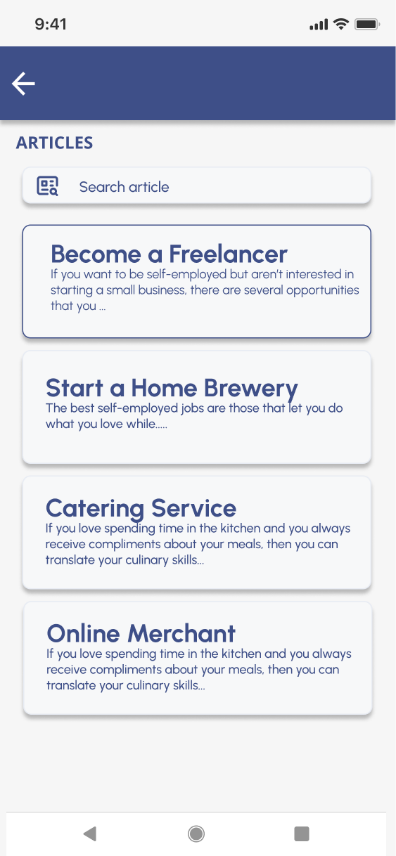 9:41
ARTICLES
Search article
Become a Freelancer
If you want to be self-employed but aren't interested in
starting a small business, there are several opportunities
that you ...
Start a Home Brewery
The best self-employed jobs are those that let you do
what you love while.....
Catering Service
If you love spending time in the kitchen and you always
receive compliments about your meals, then you can
translate your culinary skills...
Online Merchant
If you love spending time in the kitchen and you always
receive compliments about your meals, then you can
translate your culinary skills...